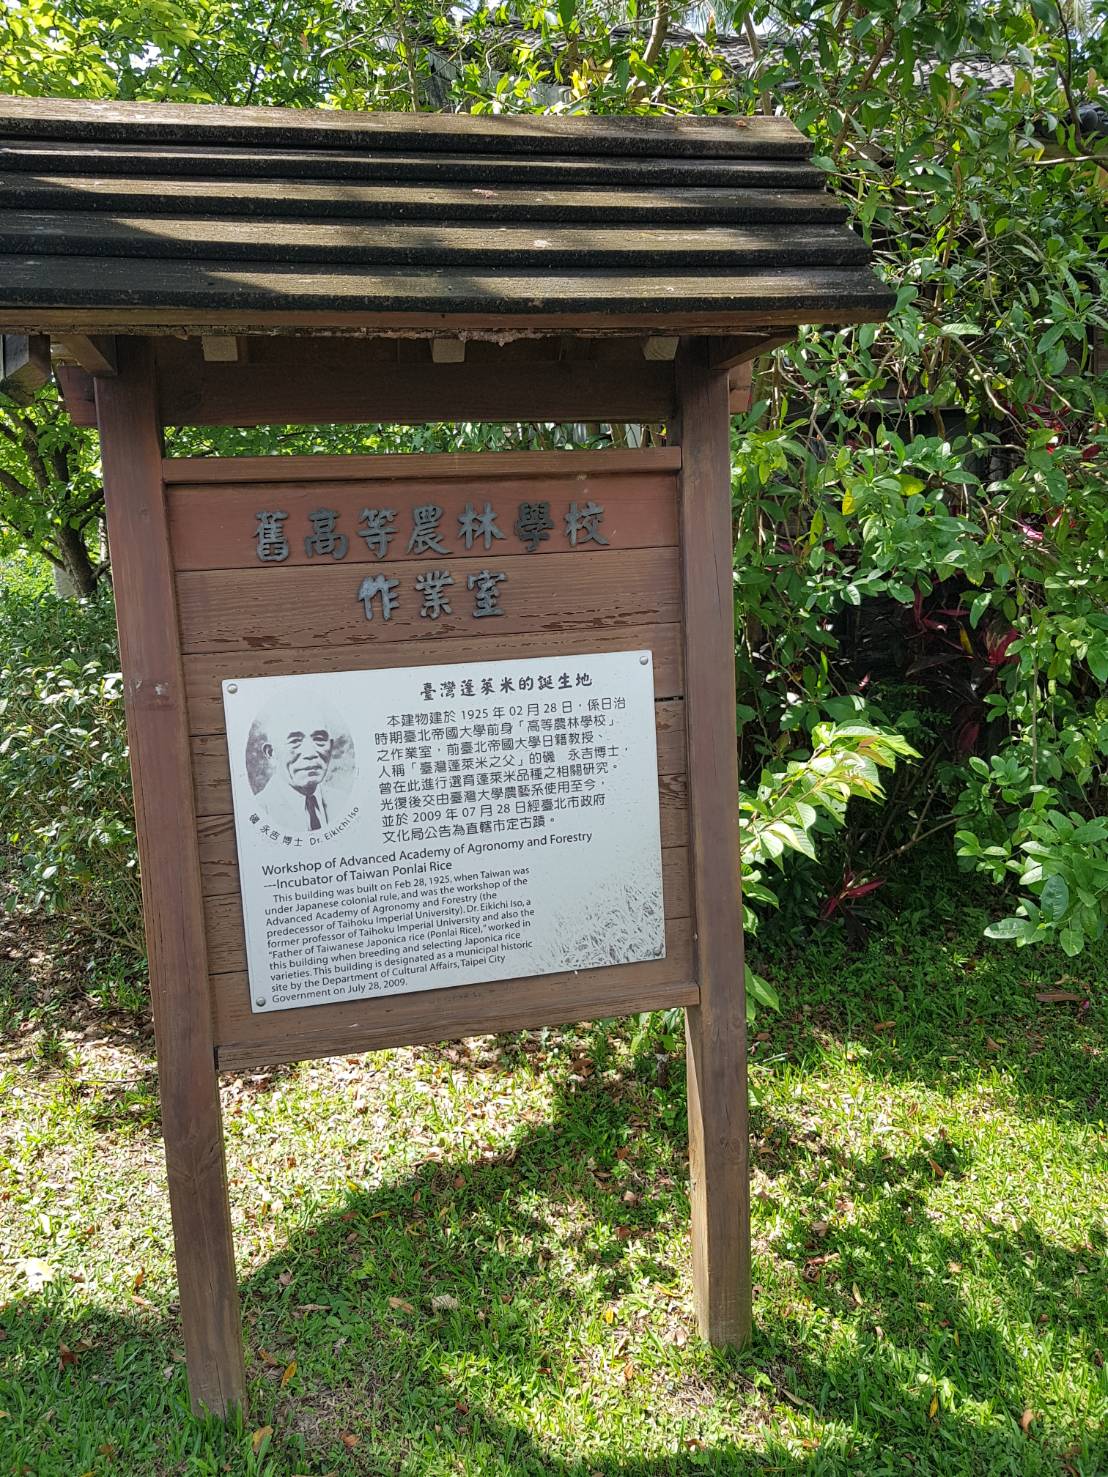 舊高等農林學校
作業室
臺灣蓬萊米的誕生地
本建物建於 1925 年 02 月 28 日，係日治
時期臺北帝國大學前身「高等農林學校」
之作業室，前臺北帝國大學日籍教授、
人稱「臺灣蓬萊米之父」的磯　永吉博士，
曾在此進行選育蓬萊米品種之相關研究。
光復後交由臺灣大學農藝系使用至今，
並於 2009 年 07 月 28 日經臺北市政府
文化局公告為直轄市定古蹟。
磯 永吉 博士 Dr. Eikichi Iso
Workshop of Advanced Academy of Agronomy and Forestry
---Incubator of Taiwan Ponlai Rice
This building was built on Feb 28, 1925, when Taiwan was
under Japanese colonial rule, and was the workshop of the
Advanced Academy of Agronomy and Forestry (the
predecessor of Taihoku Imperial University). Dr. Eikichi Iso, a
former professor of Taihoku Imperial University and also the
"Father of Taiwanese Japonica rice (Ponlai Rice)," worked in
this building when breeding and selecting Japonica rice
varieties. This building is designated as a municipal historic
site by the Department of Cultural Affairs, Taipei City
Government on July 28, 2009.